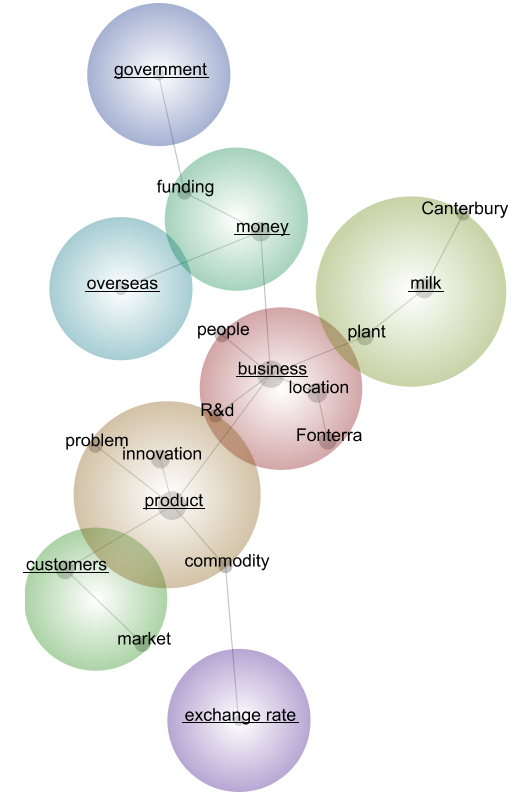 government
funding
Canterbury
money
overseas
milk
people
plant
business
location
R&d
Fonterra
problem
innovation
product
customers
commodity
market
exchange rate